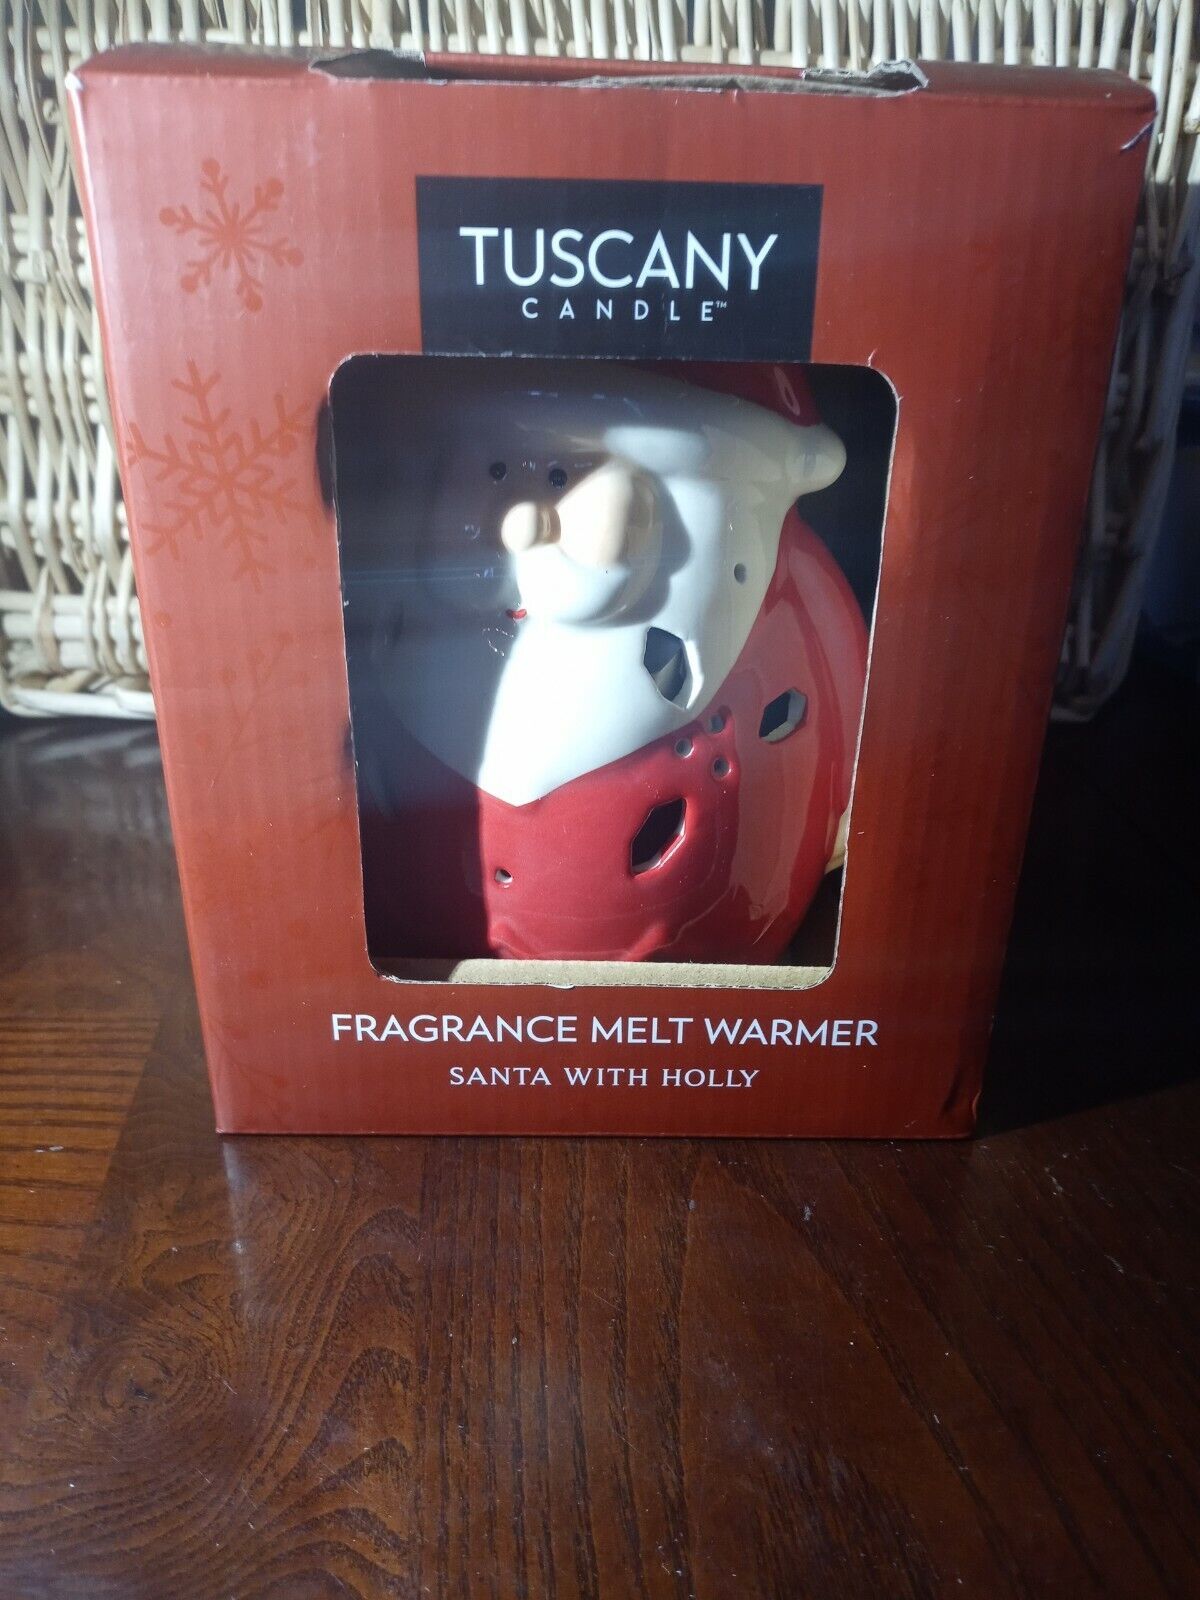 TUSCANY
CANDLE™
FRAGRANCE MELT WARMER
SANTA WITH HOLLY